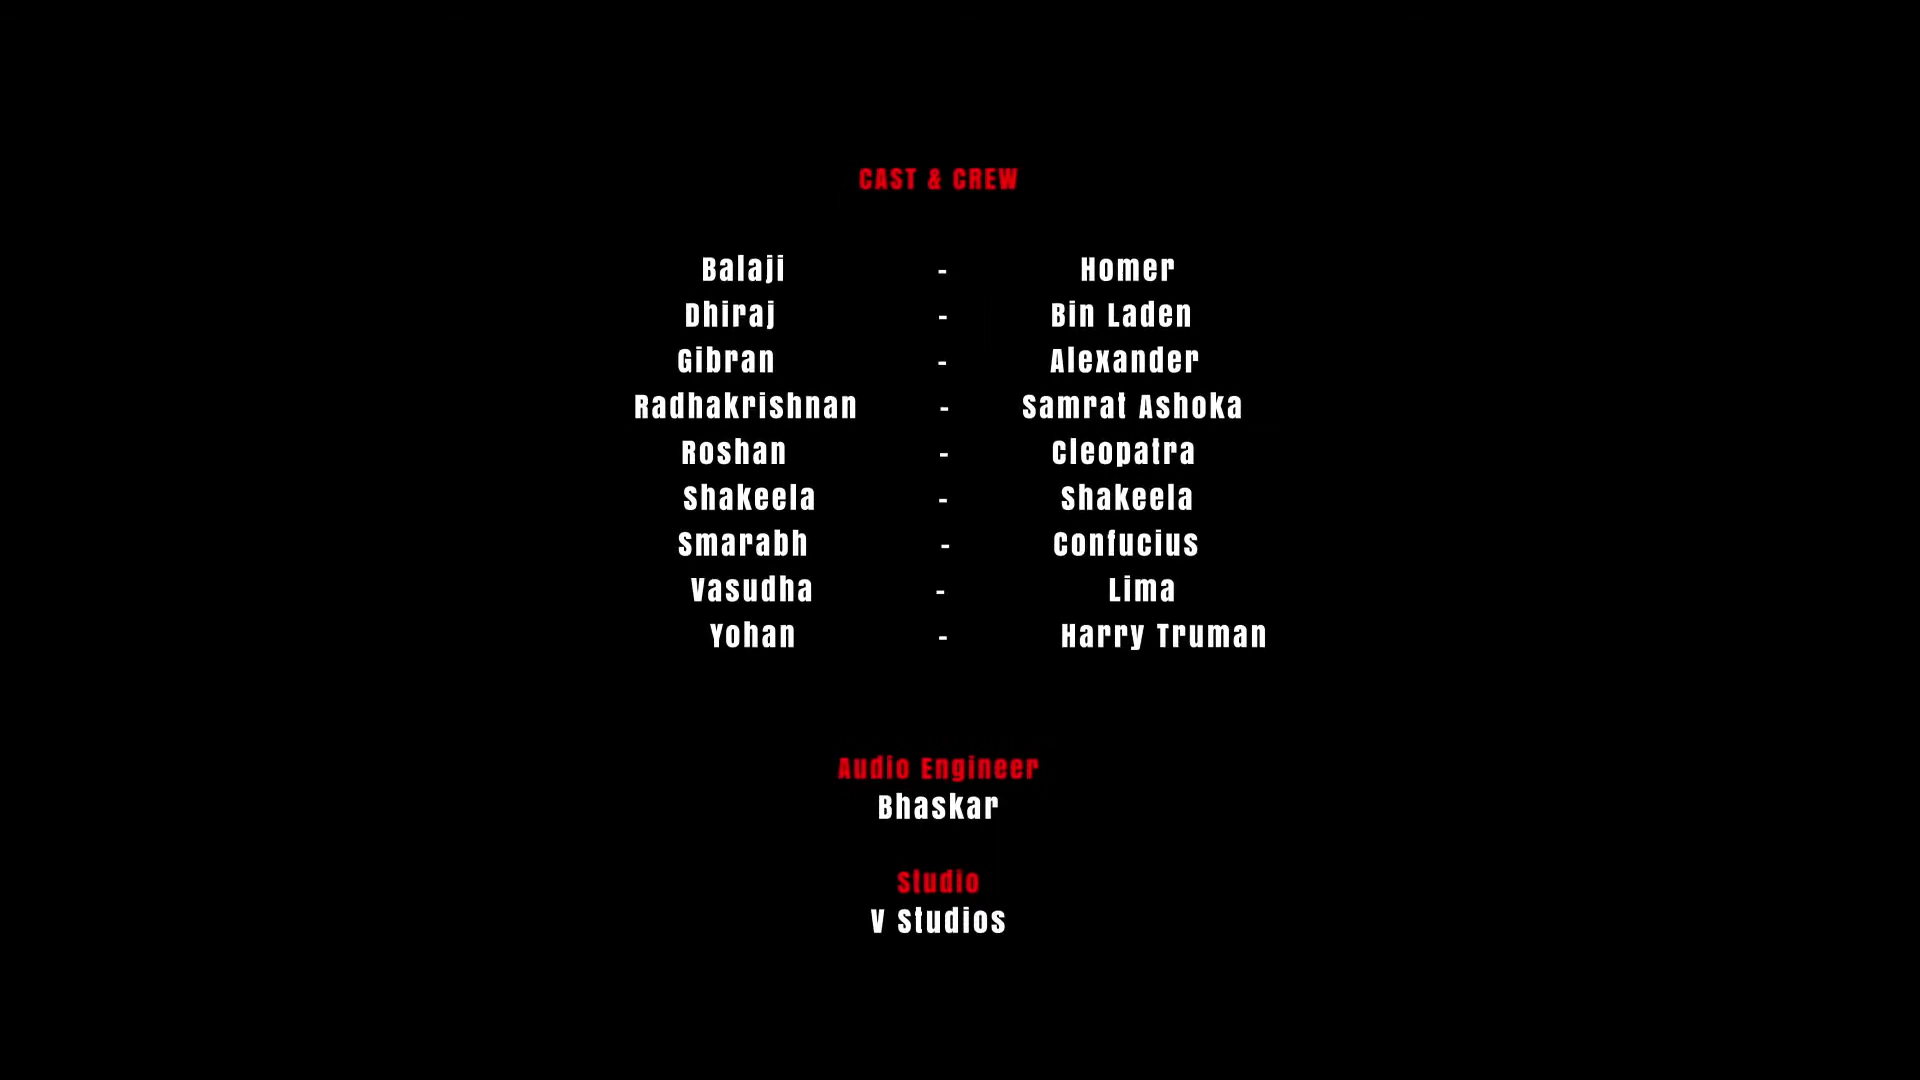 CAST & CREW
Balaji - Homer
Dhiraj - Bin Laden
Gibran - Alexander
Radhakrishnan - Samrat Ashoka
Roshan - Cleopatra
Shakeela - Shakeela
Smarabh - Confucius
Vasudha - Lima
Yohan - Harry Truman
Audio Engineer
Bhaskar
Studio
V Studios